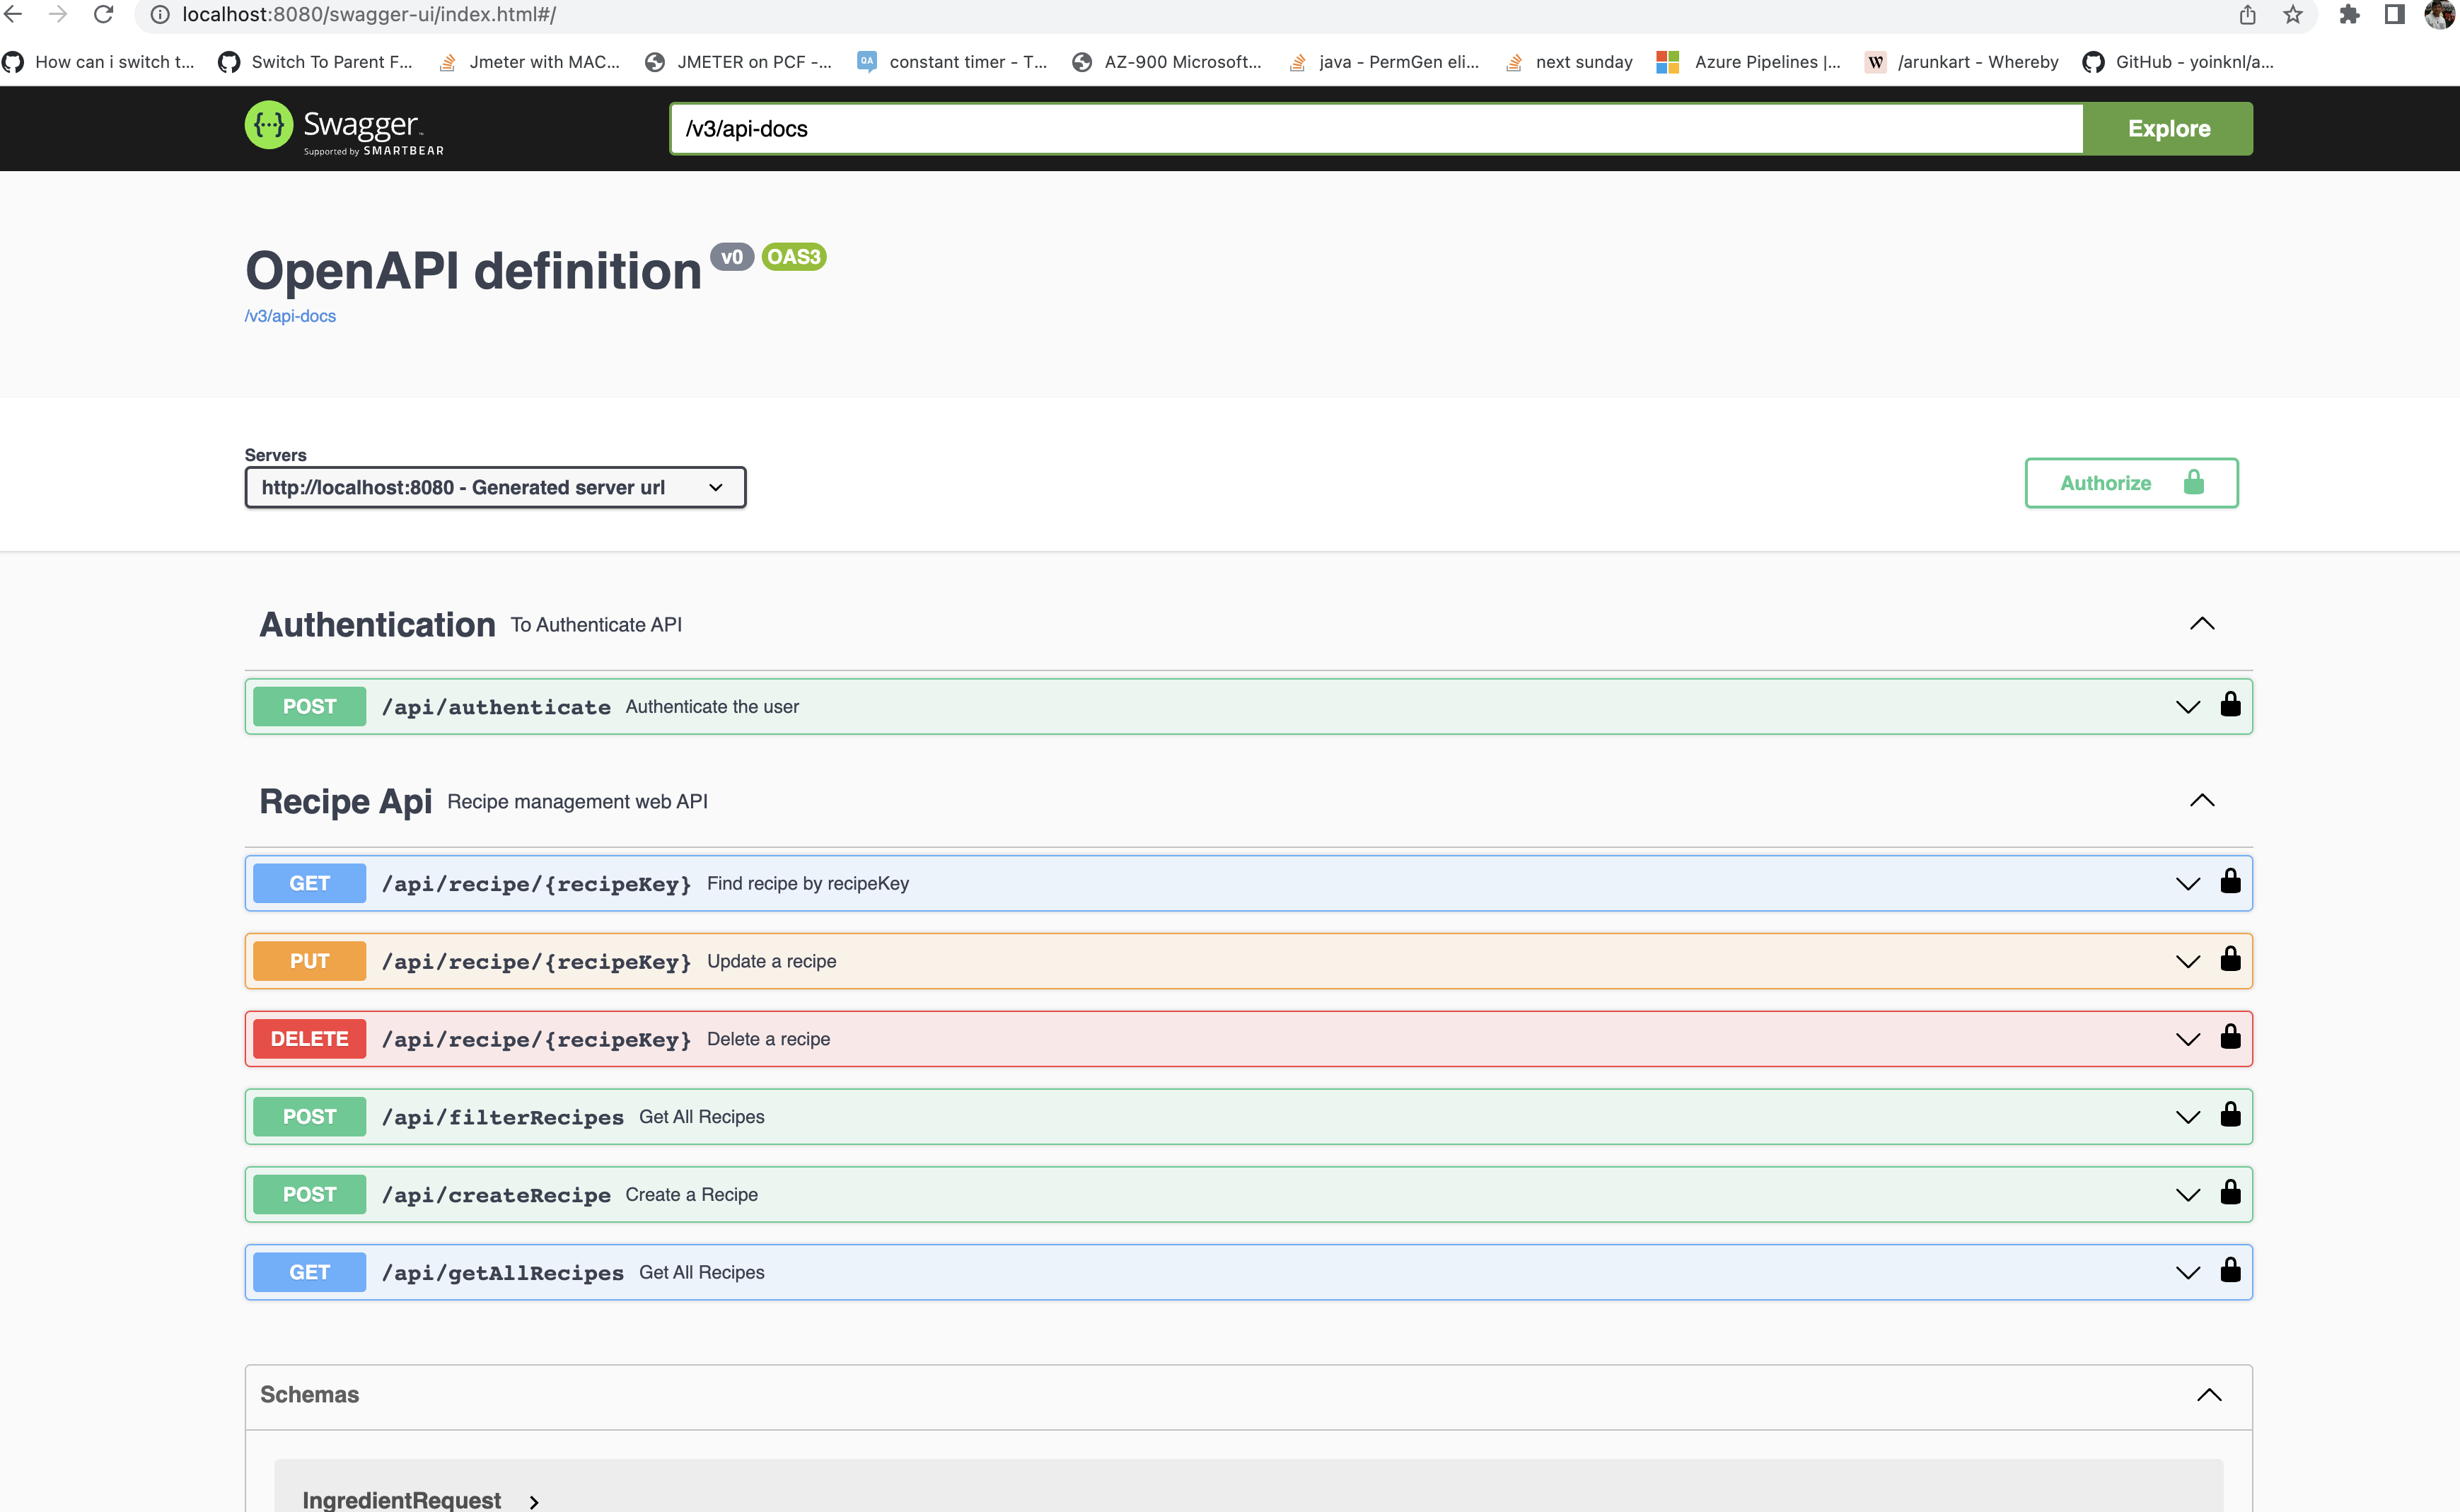 localhost:8080/swagger-ui/index.html#/
How can i switch t... Switch To Parent F... Jmeter with MAC... JMETER on PCF -... QA constant timer - T... AZ-900 Microsoft... java - PermGen eli... next sunday Azure Pipelines |... W /arunkart - Whereby GitHub - yoinknl/a...
{···} Swagger™
Supported by SMARTBEAR
/v3/api-docs Explore
OpenAPI definition v0 OAS3
/v3/api-docs
Servers
http://localhost:8080 - Generated server url
Authorize
Authentication To Authenticate API
POST /api/authenticate Authenticate the user
Recipe Api Recipe management web API
GET /api/recipe/{recipeKey} Find recipe by recipeKey
PUT /api/recipe/{recipeKey} Update a recipe
DELETE /api/recipe/{recipeKey} Delete a recipe
POST /api/filterRecipes Get All Recipes
POST /api/createRecipe Create a Recipe
GET /api/getAllRecipes Get All Recipes
Schemas
IngredientRequest